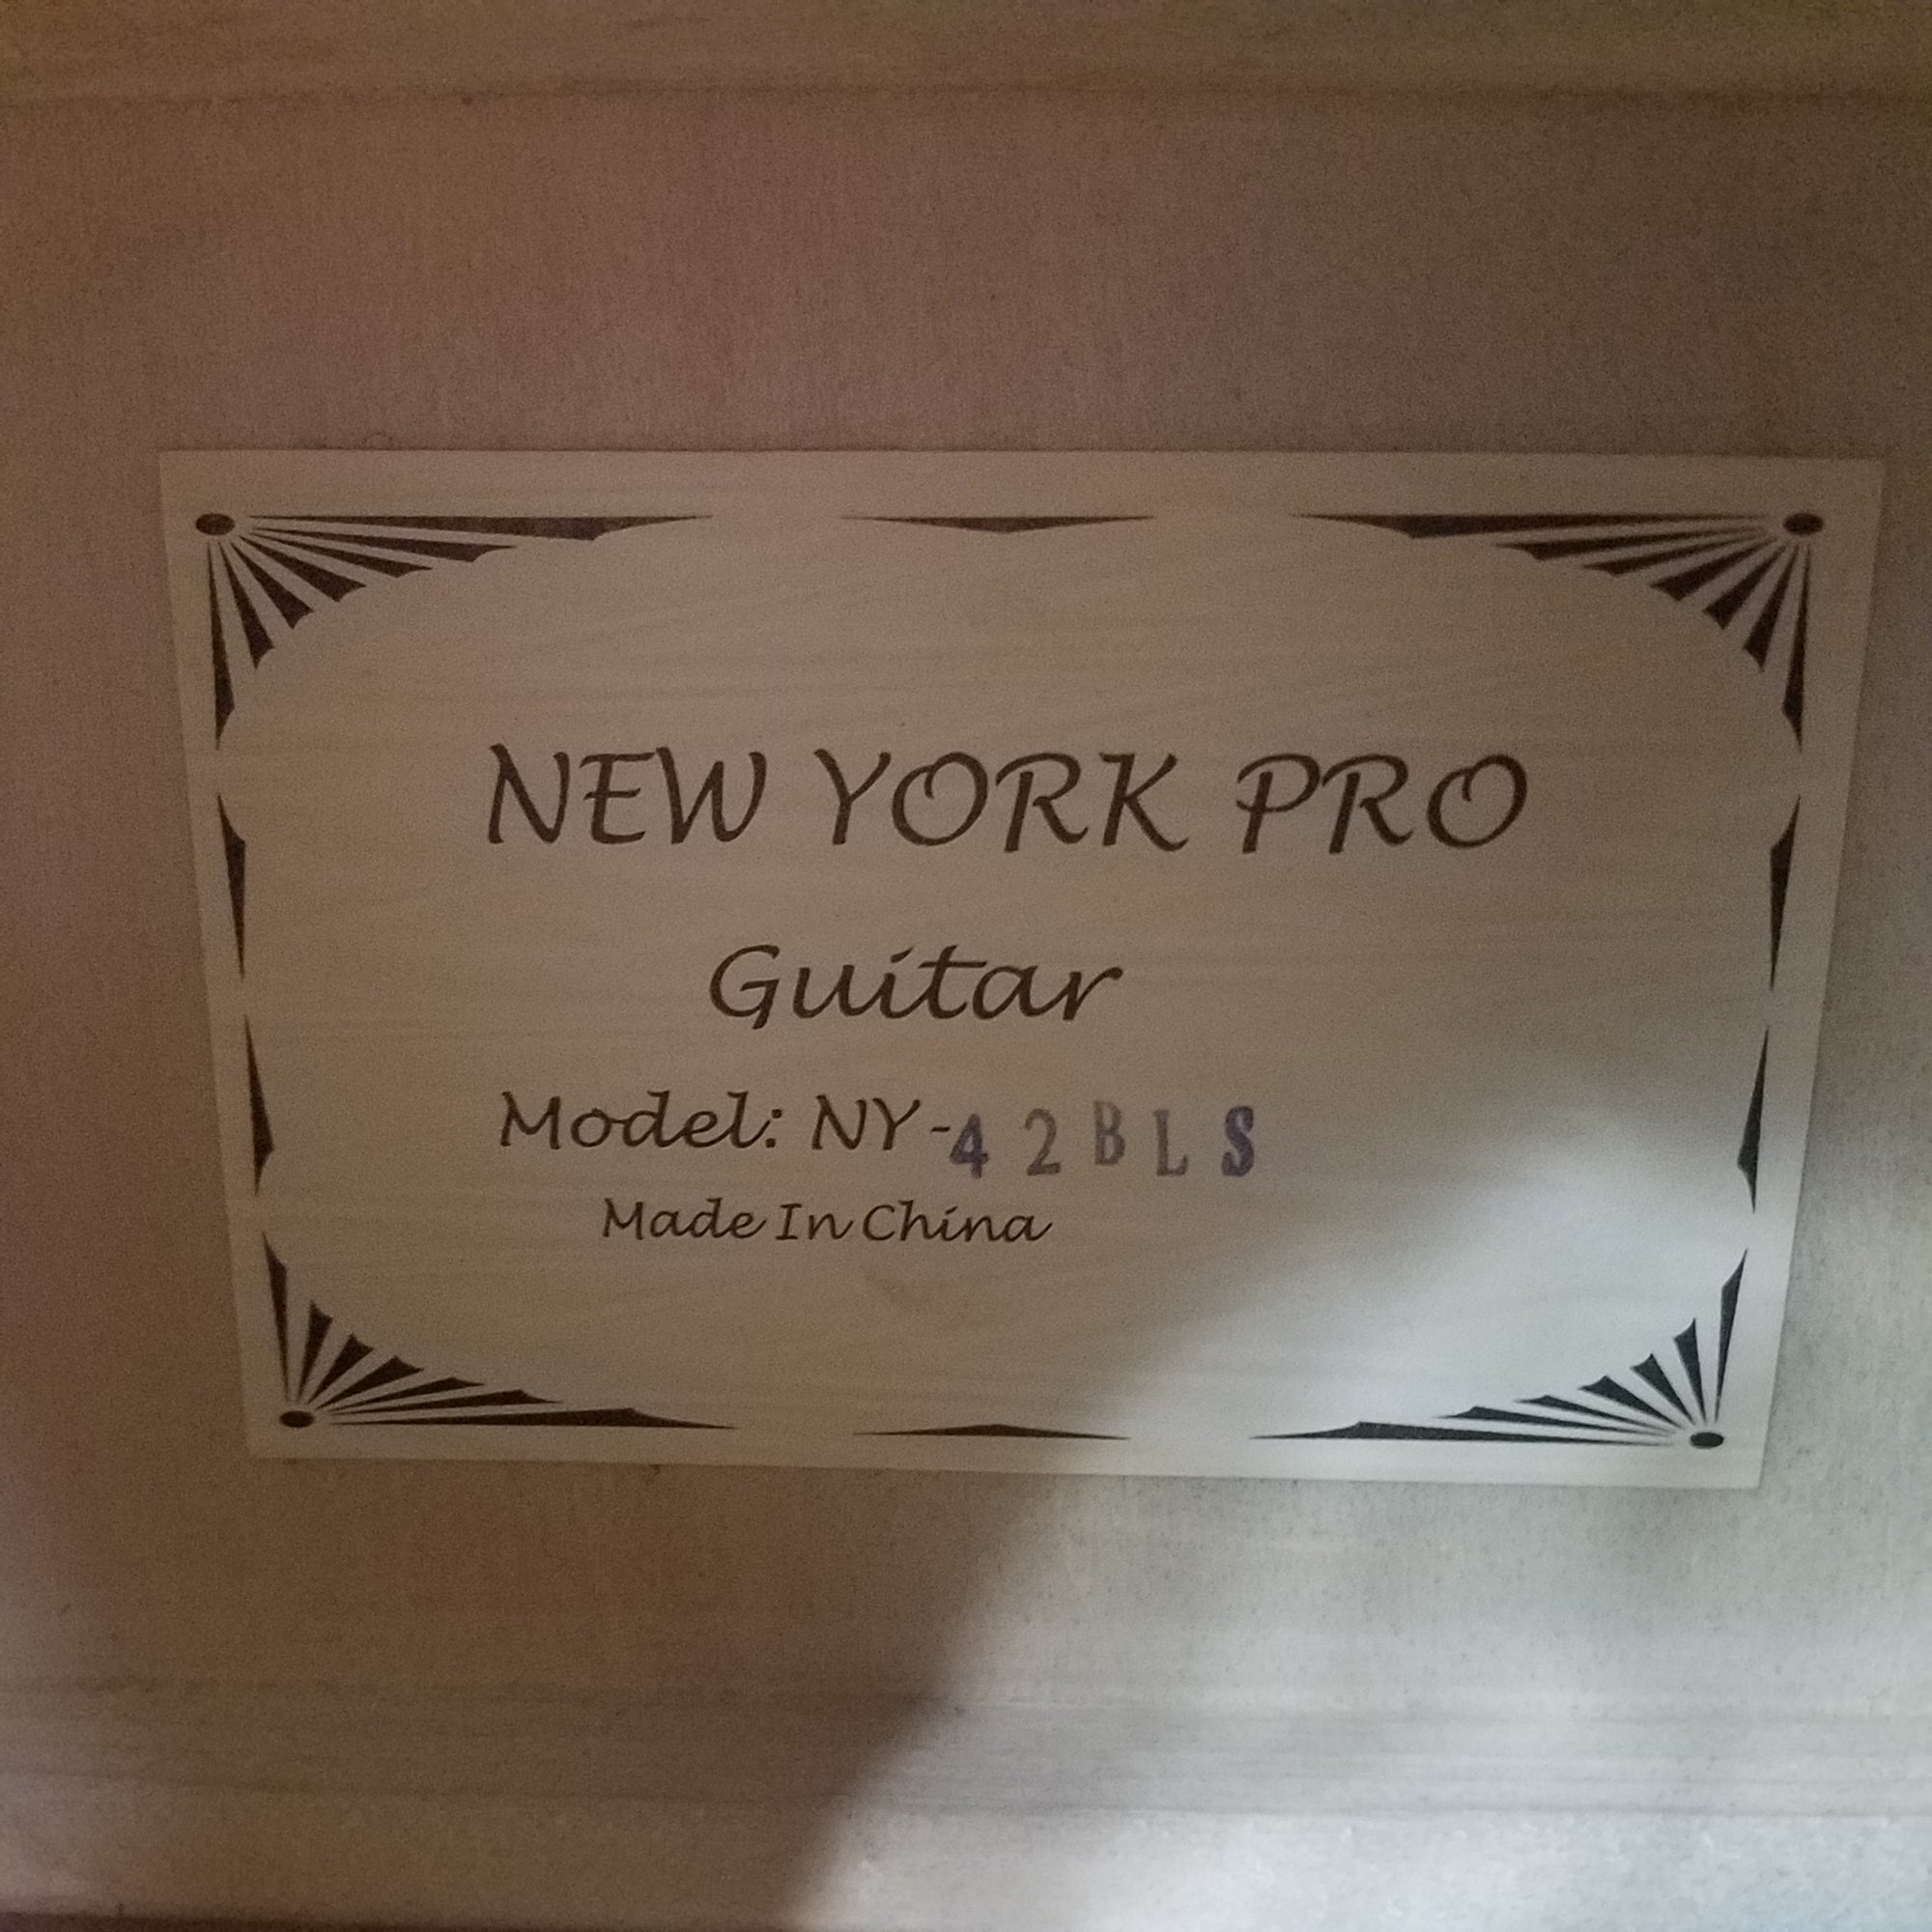 NEW YORK PRO
Guitar
Model: NY-42BLS
Made In China